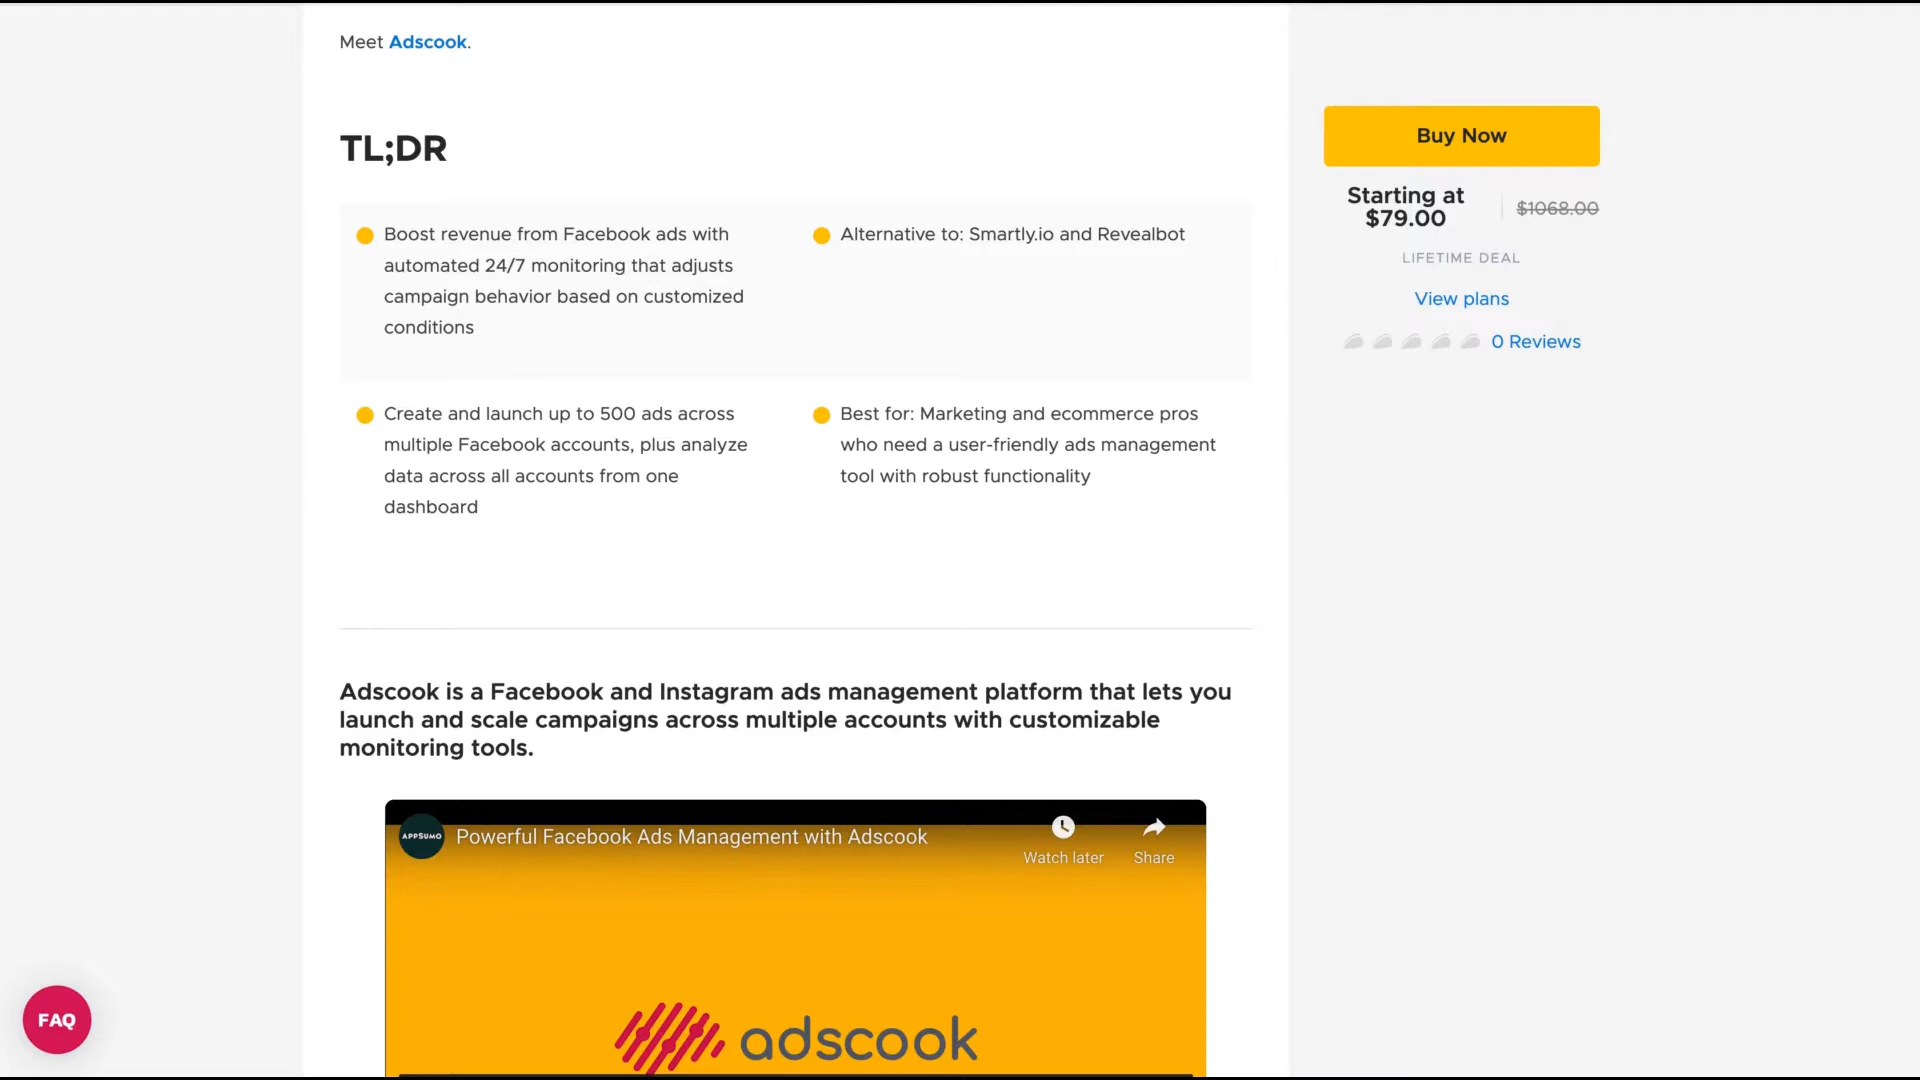 Meet Adscook.
TL;DR
Boost revenue from Facebook ads with
automated 24/7 monitoring that adjusts
campaign behavior based on customized
conditions
Alternative to: Smartly.io and Revealbot
Create and launch up to 500 ads across
multiple Facebook accounts, plus analyze
data across all accounts from one
dashboard
Best for: Marketing and ecommerce pros
who need a user-friendly ads management
tool with robust functionality
Adscook is a Facebook and Instagram ads management platform that lets you
launch and scale campaigns across multiple accounts with customizable
monitoring tools.
APPSUMO
Powerful Facebook Ads Management with Adscook
Watch later
Share
adscook
Buy Now
Starting at
$79.00
$1068.00
LIFETIME DEAL
View plans
0 Reviews
FAQ